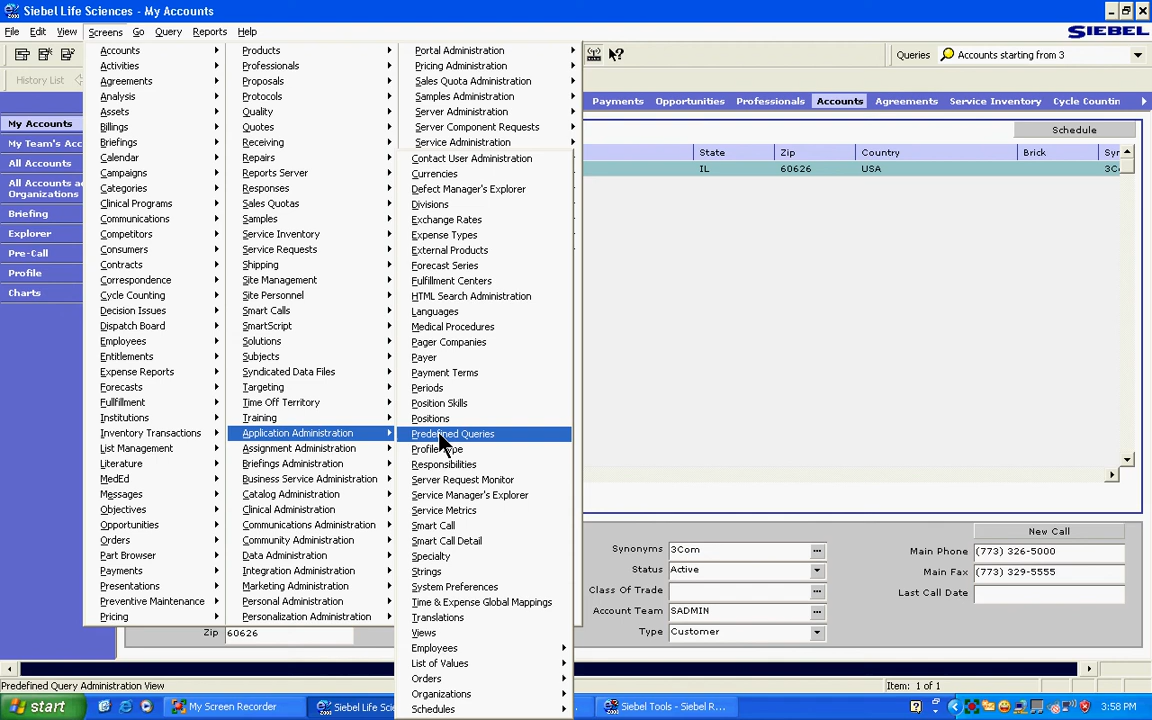 Siebel Life Sciences - My Accounts
File Edit View Screens Go Query Reports Help
SIEBEL
Queries Accounts starting from 3
History List
Payments Opportunities Professionals Accounts Agreements Service Inventory Cycle Countin
My Accounts
My Team's Acc
All Accounts
All Accounts a
Organizations
Briefing
Explorer
Pre-Call
Profile
Charts
Accounts
Activities
Agreements
Analysis
Assets
Billings
Briefings
Calendar
Campaigns
Categories
Clinical Programs
Communications
Competitors
Consumers
Contracts
Correspondence
Cycle Counting
Decision Issues
Dispatch Board
Employees
Entitlements
Expense Reports
Forecasts
Fullfillment
Institutions
Inventory Transactions
List Management
Literature
MedEd
Messages
Objectives
Opportunities
Orders
Part Browser
Payments
Presentations
Preventive Maintenance
Pricing
Products
Professionals
Proposals
Protocols
Quality
Quotes
Receiving
Repairs
Reports Server
Responses
Sales Quotas
Samples
Service Inventory
Service Requests
Shipping
Site Management
Site Personnel
Smart Calls
SmartScript
Solutions
Subjects
Syndicated Data Files
Targeting
Time Off Territory
Training
Application Administration
Assignment Administration
Briefings Administration
Business Service Administration
Catalog Administration
Clinical Administration
Communications Administration
Community Administration
Data Administration
Integration Administration
Marketing Administration
Personal Administration
Personalization Administration
Portal Administration
Pricing Administration
Sales Quota Administration
Samples Administration
Server Administration
Server Component Requests
Service Administration
Contact User Administration
Currencies
Defect Manager's Explorer
Divisions
Exchange Rates
Expense Types
External Products
Forecast Series
Fulfillment Centers
HTML Search Administration
Languages
Medical Procedures
Pager Companies
Payer
Payment Terms
Periods
Position Skills
Positions
Predefined Queries
Responsibilities
Server Request Monitor
Service Manager's Explorer
Service Metrics
Smart Call
Smart Call Detail
Specialty
Strings
System Preferences
Time & Expense Global Mappings
Translations
Views
Employees
List of Values
Orders
Organizations
Schedules
Schedule
State Zip Country Brick Syr
IL 60626 USA 3Co
New Call
Synonyms 3Com
Status Active
Class Of Trade
Account Team SADMIN
Type Customer
Main Phone (773) 326-5000
Main Fax (773) 329-5555
Last Call Date
Zip 60626
Predefined Query Administration View
Item: 1 of 1
start My Screen Recorder Siebel Life Scie Siebel Tools - Siebel R... 3:58 PM